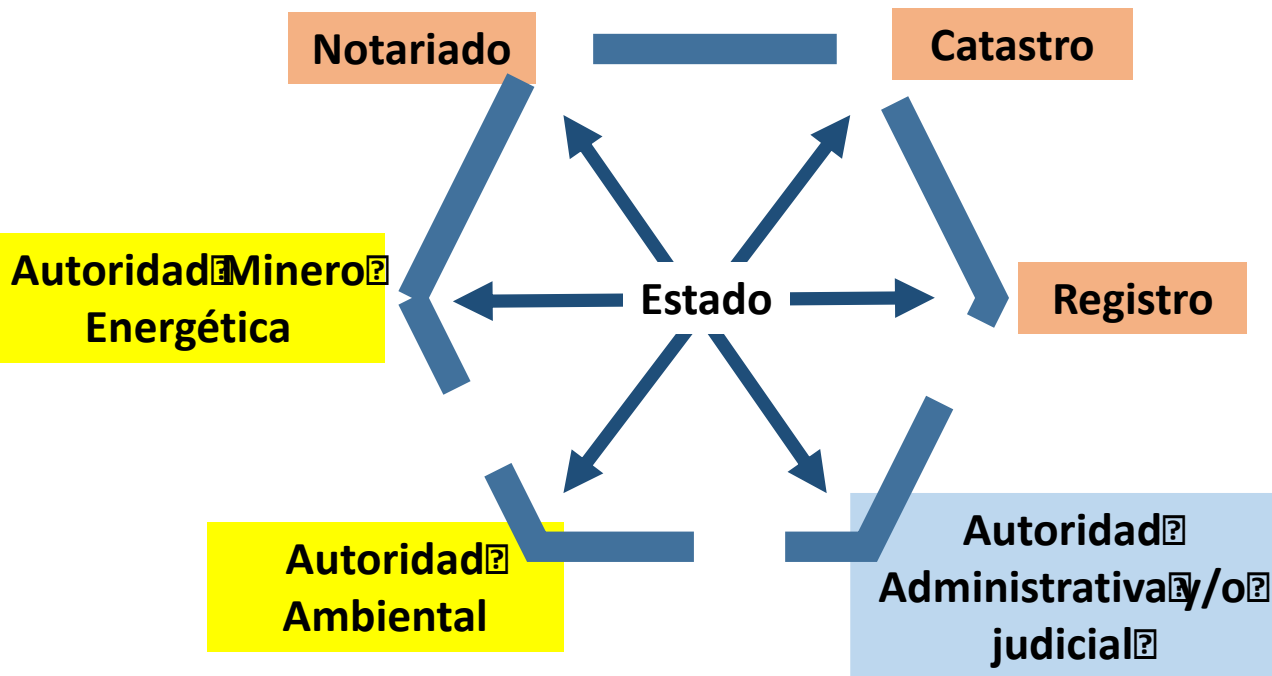 Notariado
Catastro
Autoridad Minero
Energética
Estado
Registro
Autoridad
Ambiental
Autoridad
Administrativa y/o
judicial